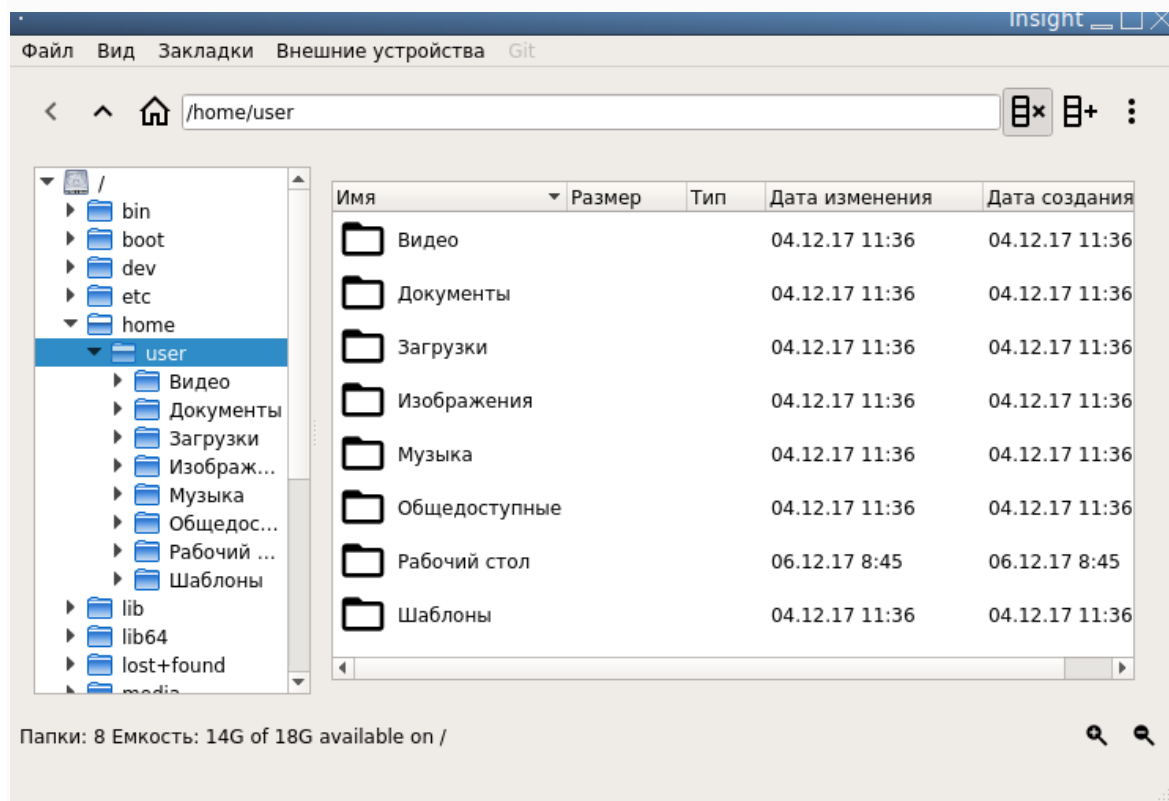 Insight
Файл Вид Закладки Внешние устройства Git
/home/user
/
bin
boot
dev
etc
home
user
Видео
Документы
Загрузки
Изображ...
Музыка
Общедос...
Рабочий ...
Шаблоны
lib
lib64
lost+found
media
Имя Размер Тип Дата изменения Дата создания
Видео 04.12.17 11:36 04.12.17 11:36
Документы 04.12.17 11:36 04.12.17 11:36
Загрузки 04.12.17 11:36 04.12.17 11:36
Изображения 04.12.17 11:36 04.12.17 11:36
Музыка 04.12.17 11:36 04.12.17 11:36
Общедоступные 04.12.17 11:36 04.12.17 11:36
Рабочий стол 06.12.17 8:45 06.12.17 8:45
Шаблоны 04.12.17 11:36 04.12.17 11:36
Папки: 8 Емкость: 14G of 18G available on /